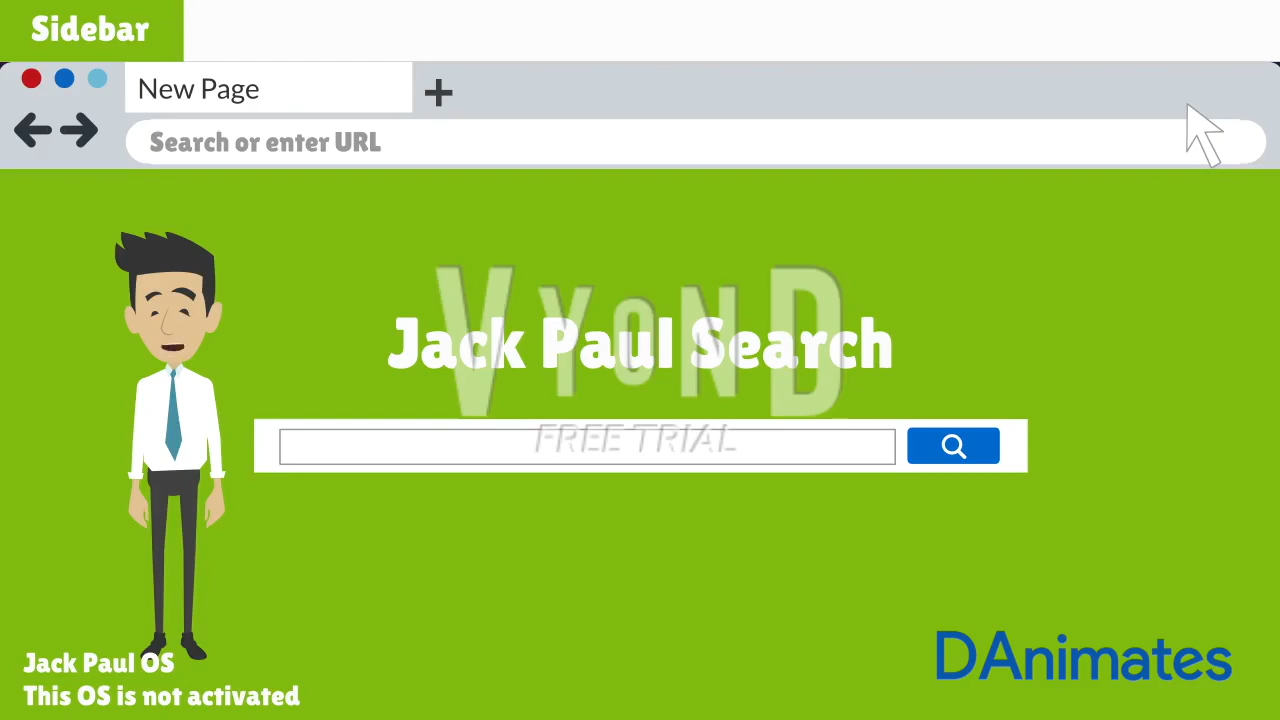 Sidebar
New Page
Search or enter URL
VYOND
Jack Paul Search
FREE TRIAL
Jack Paul OS
This OS is not activated
DAnimates